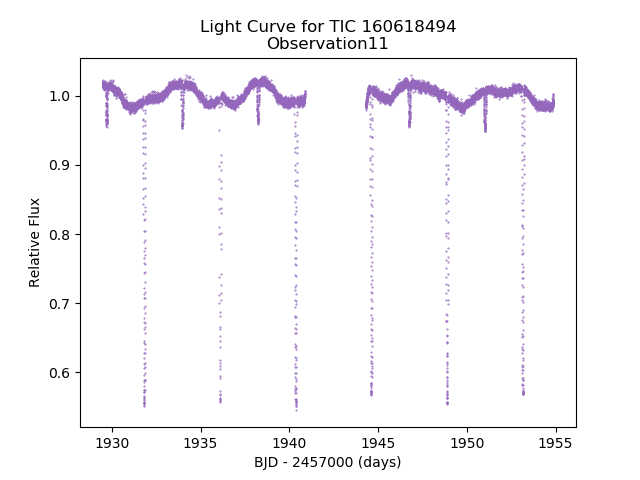 Light Curve for TIC 160618494
Observation11
Relative Flux
1.0
0.9
0.8
0.7
0.6
1930
1935
1940
1945
1950
1955
BJD - 2457000 (days)